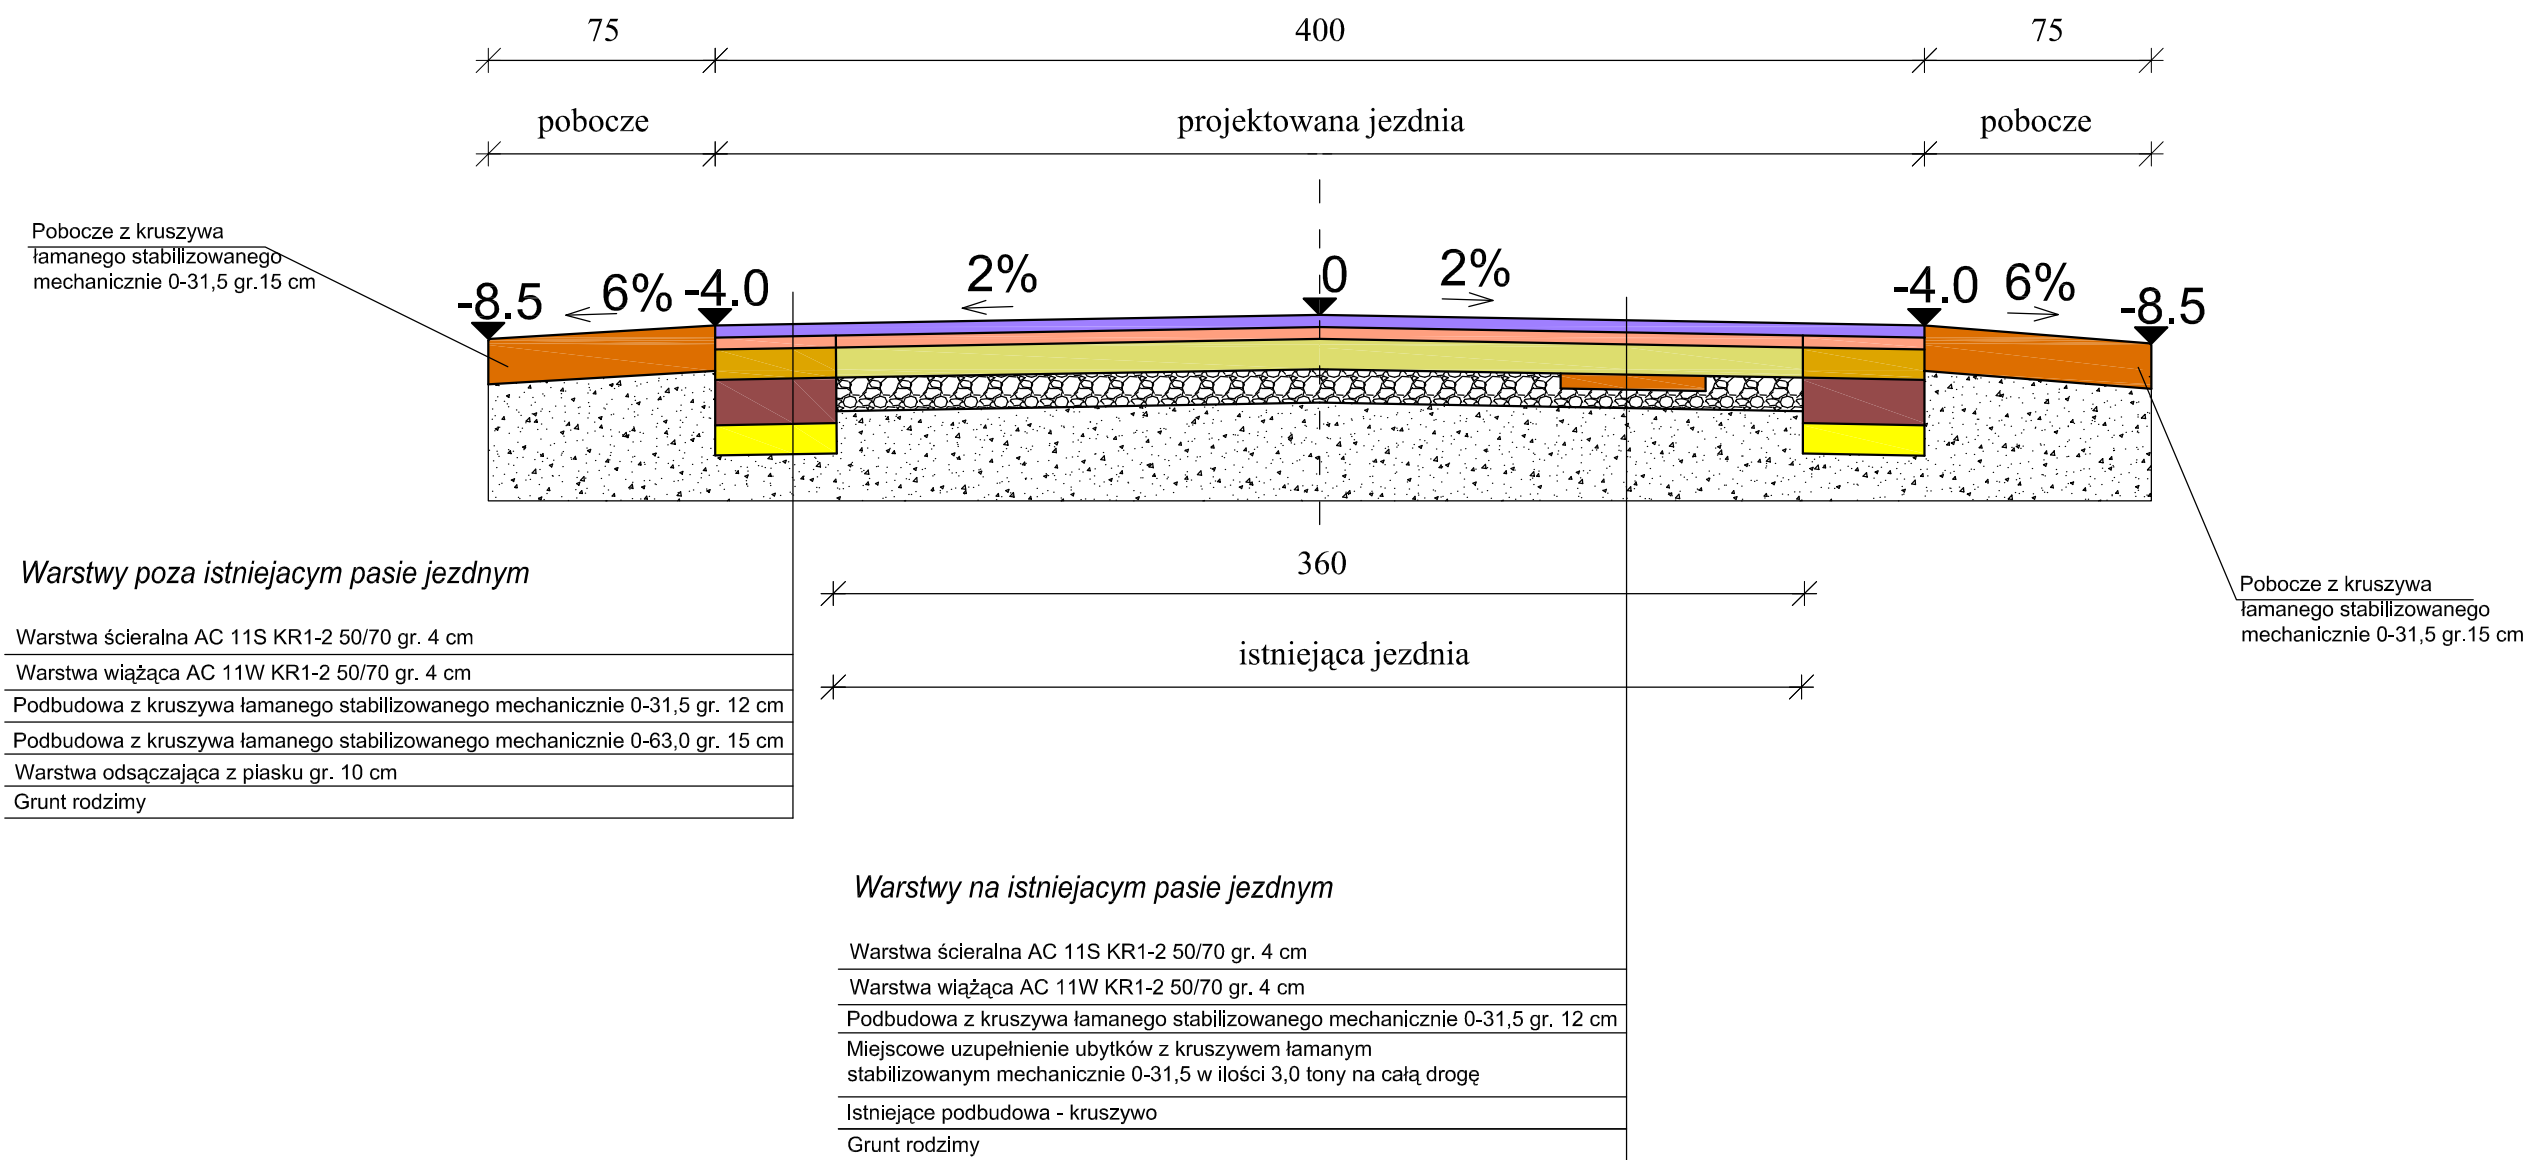 75 400 75
pobocze projektowana jezdnia pobocze
Pobocze z kruszywa
łamanego stabilizowanego
mechanicznie 0-31,5 gr.15 cm
-8.5 6% -4.0 2% 0 2% -4.0 6% -8.5
360
istniejąca jezdnia
Pobocze z kruszywa
łamanego stabilizowanego
mechanicznie 0-31,5 gr.15 cm
Warstwy poza istniejacym pasie jezdnym
Warstwa ścieralna AC 11S KR1-2 50/70 gr. 4 cm
Warstwa wiążąca AC 11W KR1-2 50/70 gr. 4 cm
Podbudowa z kruszywa łamanego stabilizowanego mechanicznie 0-31,5 gr. 12 cm
Podbudowa z kruszywa łamanego stabilizowanego mechanicznie 0-63,0 gr. 15 cm
Warstwa odsączająca z piasku gr. 10 cm
Grunt rodzimy
Warstwy na istniejacym pasie jezdnym
Warstwa ścieralna AC 11S KR1-2 50/70 gr. 4 cm
Warstwa wiążąca AC 11W KR1-2 50/70 gr. 4 cm
Podbudowa z kruszywa łamanego stabilizowanego mechanicznie 0-31,5 gr. 12 cm
Miejscowe uzupełnienie ubytków z kruszywem łamanym
stabilizowanym mechanicznie 0-31,5 w ilości 3,0 tony na całą drogę
Istniejące podbudowa - kruszywo
Grunt rodzimy